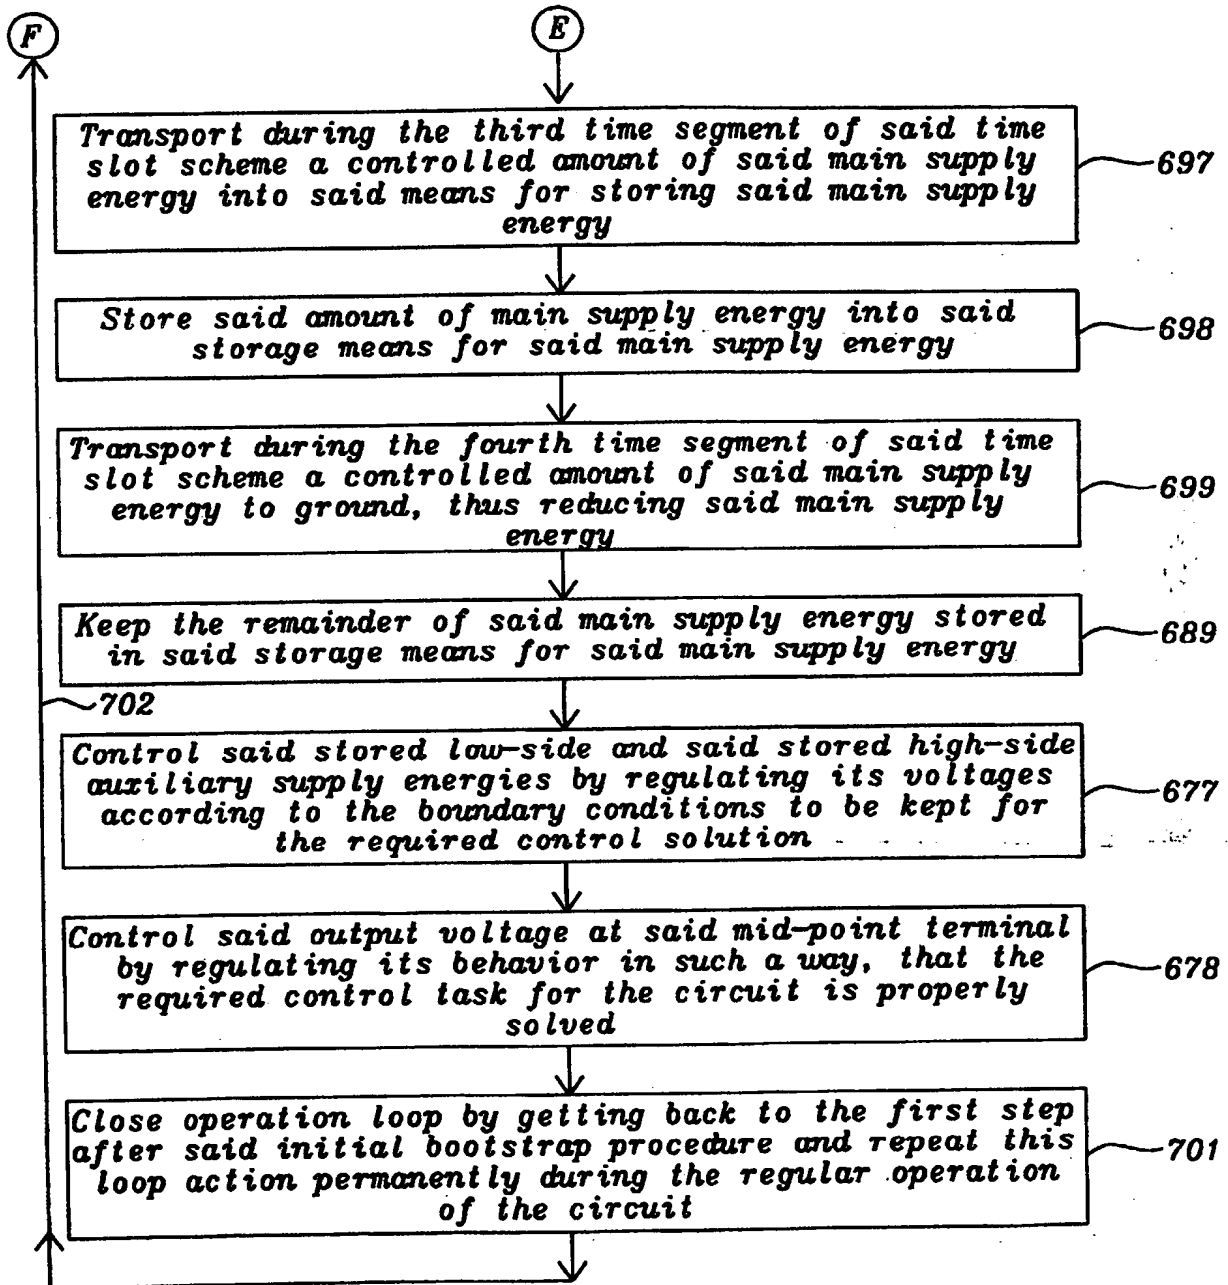 F
E
Transport during the third time segment of said time
slot scheme a controlled amount of said main supply
energy into said means for storing said main supply
energy
697
Store said amount of main supply energy into said
storage means for said main supply energy
698
Transport during the fourth time segment of said time
slot scheme a controlled amount of said main supply
energy to ground, thus reducing said main supply
energy
699
Keep the remainder of said main supply energy stored
in said storage means for said main supply energy
689
702
Control said stored low-side and said stored high-side
auxiliary supply energies by regulating its voltages
according to the boundary conditions to be kept for
the required control solution
677
Control said output voltage at said mid-point terminal
by regulating its behavior in such a way, that the
required control task for the circuit is properly
solved
678
Close operation loop by getting back to the first step
after said initial bootstrap procedure and repeat this
loop action permanently during the regular operation
of the circuit
701